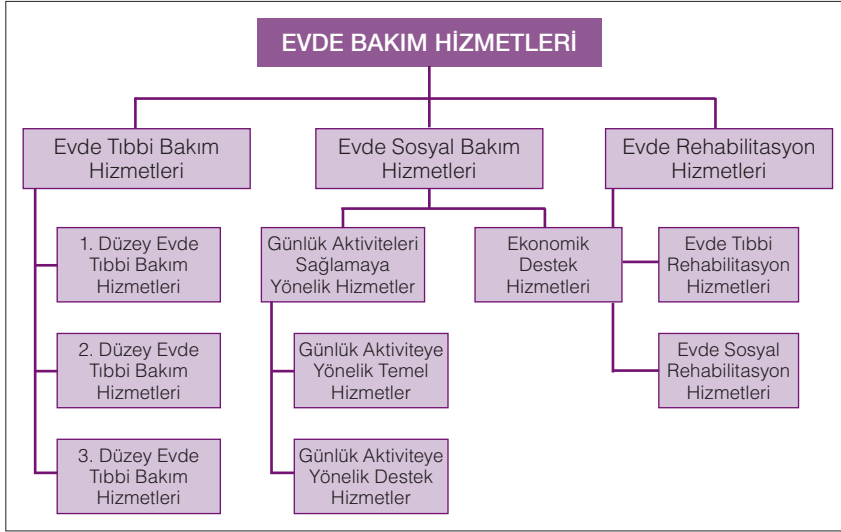 EVDE BAKIM HİZMETLERİ
Evde Tıbbi Bakım
Hizmetleri
Evde Sosyal Bakım
Hizmetleri
Evde Rehabilitasyon
Hizmetleri
1. Düzey Evde
Tıbbi Bakım
Hizmetleri
2. Düzey Evde
Tıbbi Bakım
Hizmetleri
3. Düzey Evde
Tıbbi Bakım
Hizmetleri
Günlük Aktiviteleri
Sağlamaya
Yönelik Hizmetler
Günlük Aktiviteye
Yönelik Temel
Hizmetler
Günlük Aktiviteye
Yönelik Destek
Hizmetler
Ekonomik
Destek
Hizmetleri
Evde Tıbbi
Rehabilitasyon
Hizmetleri
Evde Sosyal
Rehabilitasyon
Hizmetleri